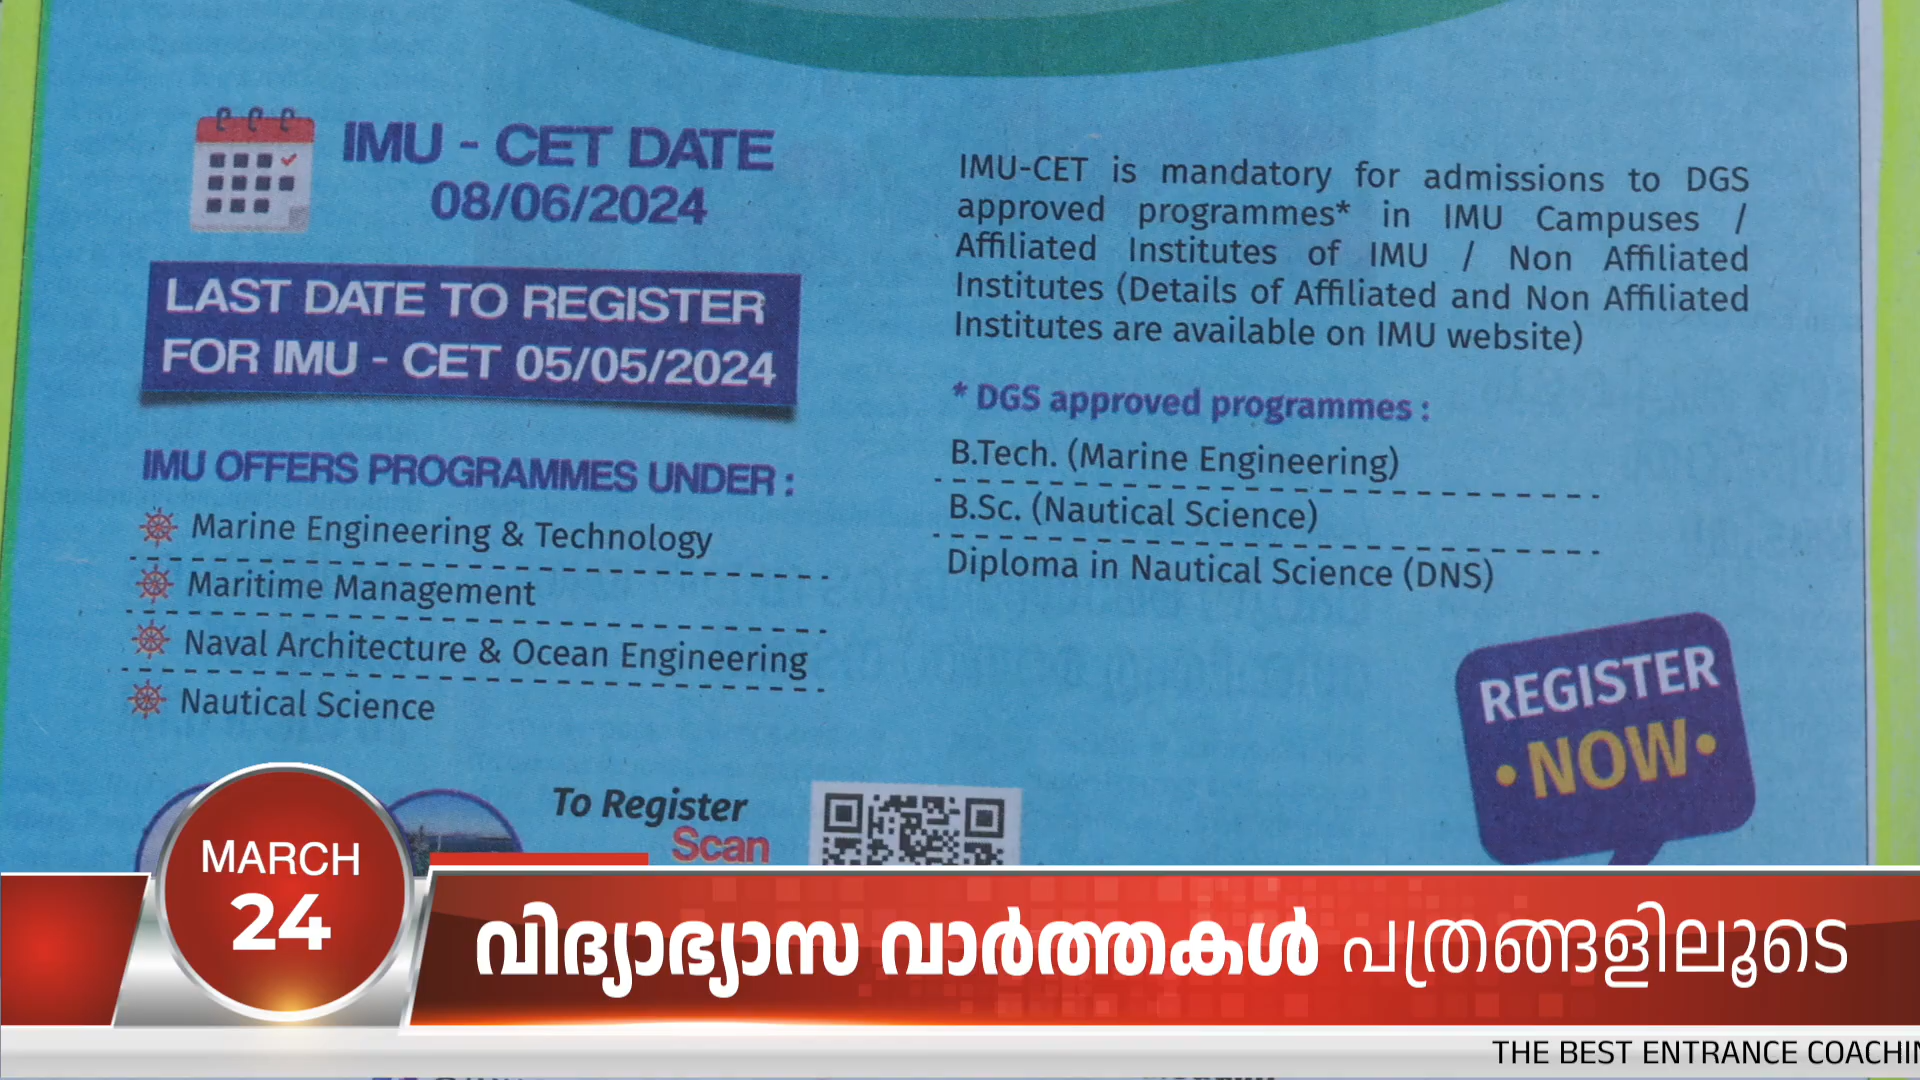 IMU - CET DATE
08/06/2024
LAST DATE TO REGISTER
FOR IMU - CET 05/05/2024
IMU OFFERS PROGRAMMES UNDER :
Marine Engineering & Technology
Maritime Management
Naval Architecture & Ocean Engineering
Nautical Science
IMU-CET is mandatory for admissions to DGS
approved programmes* in IMU Campuses /
Affiliated Institutes of IMU / Non Affiliated
Institutes (Details of Affiliated and Non Affiliated
Institutes are available on IMU website)
* DGS approved programmes :
B.Tech. (Marine Engineering)
B.Sc. (Nautical Science)
Diploma in Nautical Science (DNS)
REGISTER
•NOW•
To Register
Scan
MARCH
24
വിദ്യാഭ്യാസ വാർത്തകൾ പത്രങ്ങളിലൂടെ
THE BEST ENTRANCE COACHIN